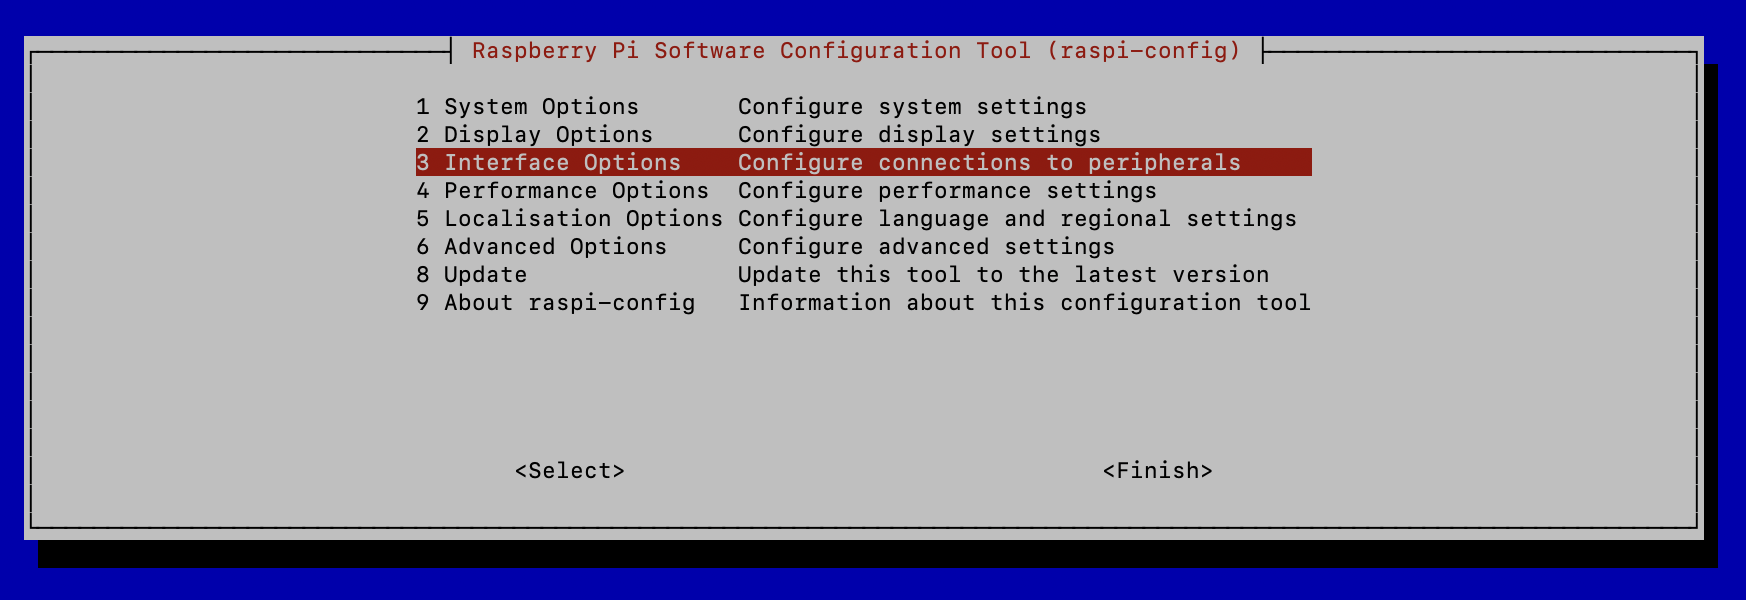 Raspberry Pi Software Configuration Tool (raspi-config)
1 System Options Configure system settings
2 Display Options Configure display settings
3 Interface Options Configure connections to peripherals
4 Performance Options Configure performance settings
5 Localisation Options Configure language and regional settings
6 Advanced Options Configure advanced settings
8 Update Update this tool to the latest version
9 About raspi-config Information about this configuration tool
<Select> <Finish>